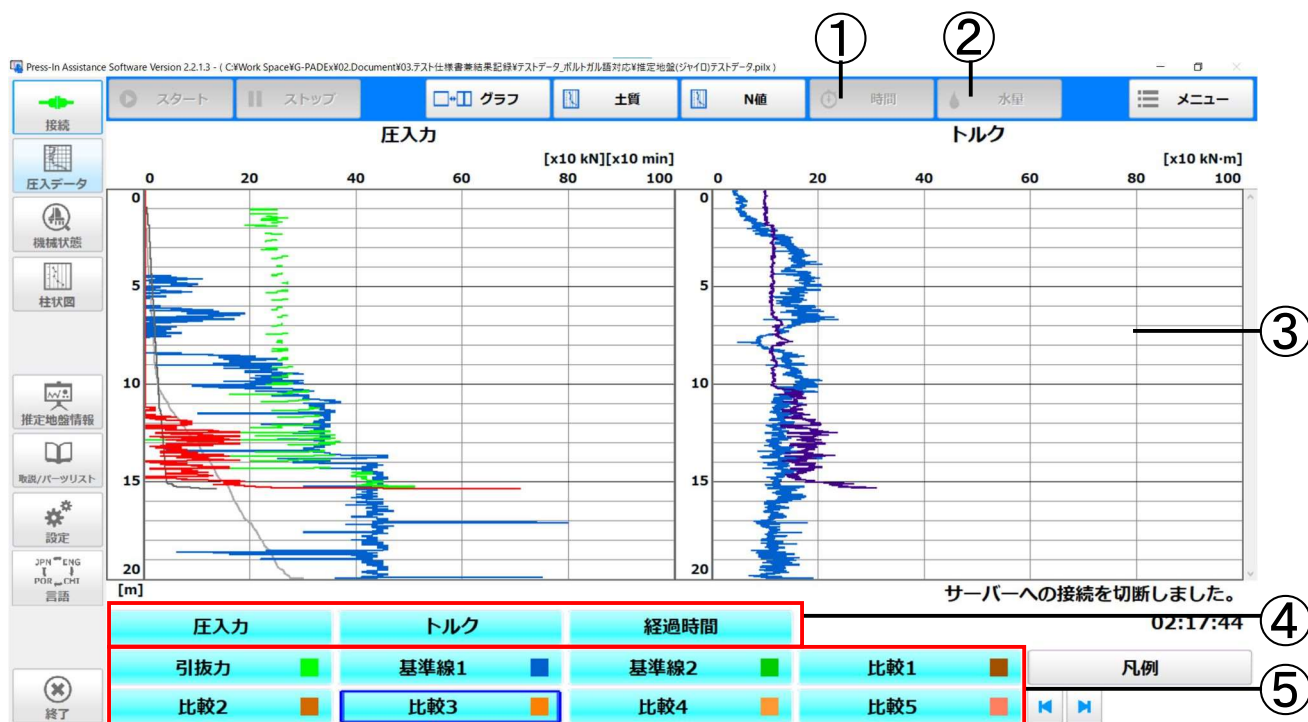 ① ②
Press-In Assistance Software Version 2.2.1.3 - ( C:¥Work Space¥G-PADEx¥02.Document¥03.テスト仕様書兼結果記録¥テストデータ_ポルトガル語対応¥推定地盤(ジャイロ)テストデータ.pilx )
接続 スタート ストップ グラフ 土質 N値 時間 水量 メニュー
圧入力 トルク
[x10 kN][x10 min] [x10 kN·m]
0 20 40 60 80 100 0 20 40 60 80 100
圧入データ
機械状態
柱状図
推定地盤情報
取説/パーツリスト
設定
JPN ENG
POR CHI
言語
終了
0 0
5 5
③
10 10
15 15
20 20
[m]
サーバーへの接続を切断しました。
圧入力 トルク 経過時間 02:17:44 ④
引抜力 基準線1 基準線2 比較1 凡例
比較2 比較3 比較4 比較5 ⑤